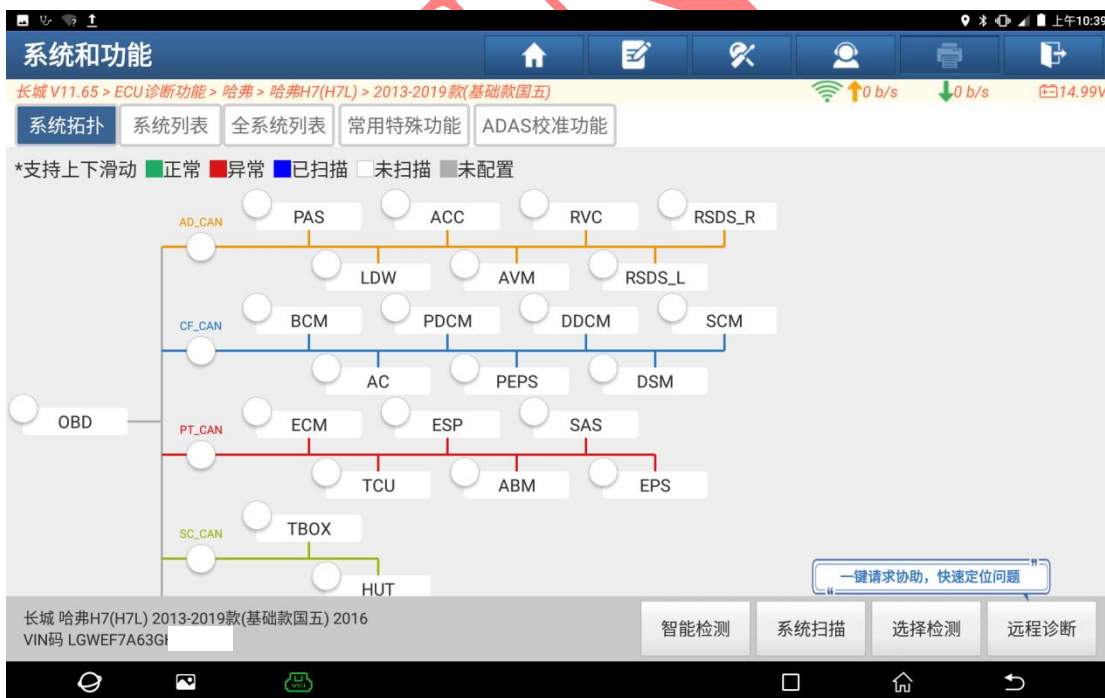 上午10:39
系统和功能
长城 V11.65 > ECU诊断功能 > 哈弗 > 哈弗H7(H7L) > 2013-2019款(基础款国五)
0 b/s 0 b/s 14.99V
系统拓扑 系统列表 全系统列表 常用特殊功能 ADAS校准功能
*支持上下滑动 正常 异常 已扫描 未扫描 未配置
AD_CAN PAS ACC RVC RSDS_R
LDW AVM RSDS_L
CF_CAN BCM PDCM DDCM SCM
AC PEPS DSM
OBD
PT_CAN ECM ESP SAS
TCU ABM EPS
SC_CAN TBOX
HUT
一键请求协助，快速定位问题
长城 哈弗H7(H7L) 2013-2019款(基础款国五) 2016
VIN码 LGWEF7A63G
智能检测 系统扫描 选择检测 远程诊断
VCI